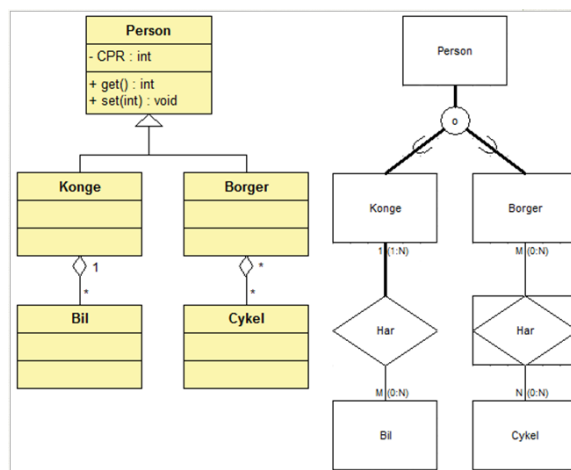 Person
- CPR : int
+ get() : int
+ set(int) : void
Konge
Borger
1
*
*
*
Bil
Cykel
Person
o
Konge
Borger
1 (1:N)
M (0:N)
Har
Har
M (0:N)
N (0:N)
Bil
Cykel